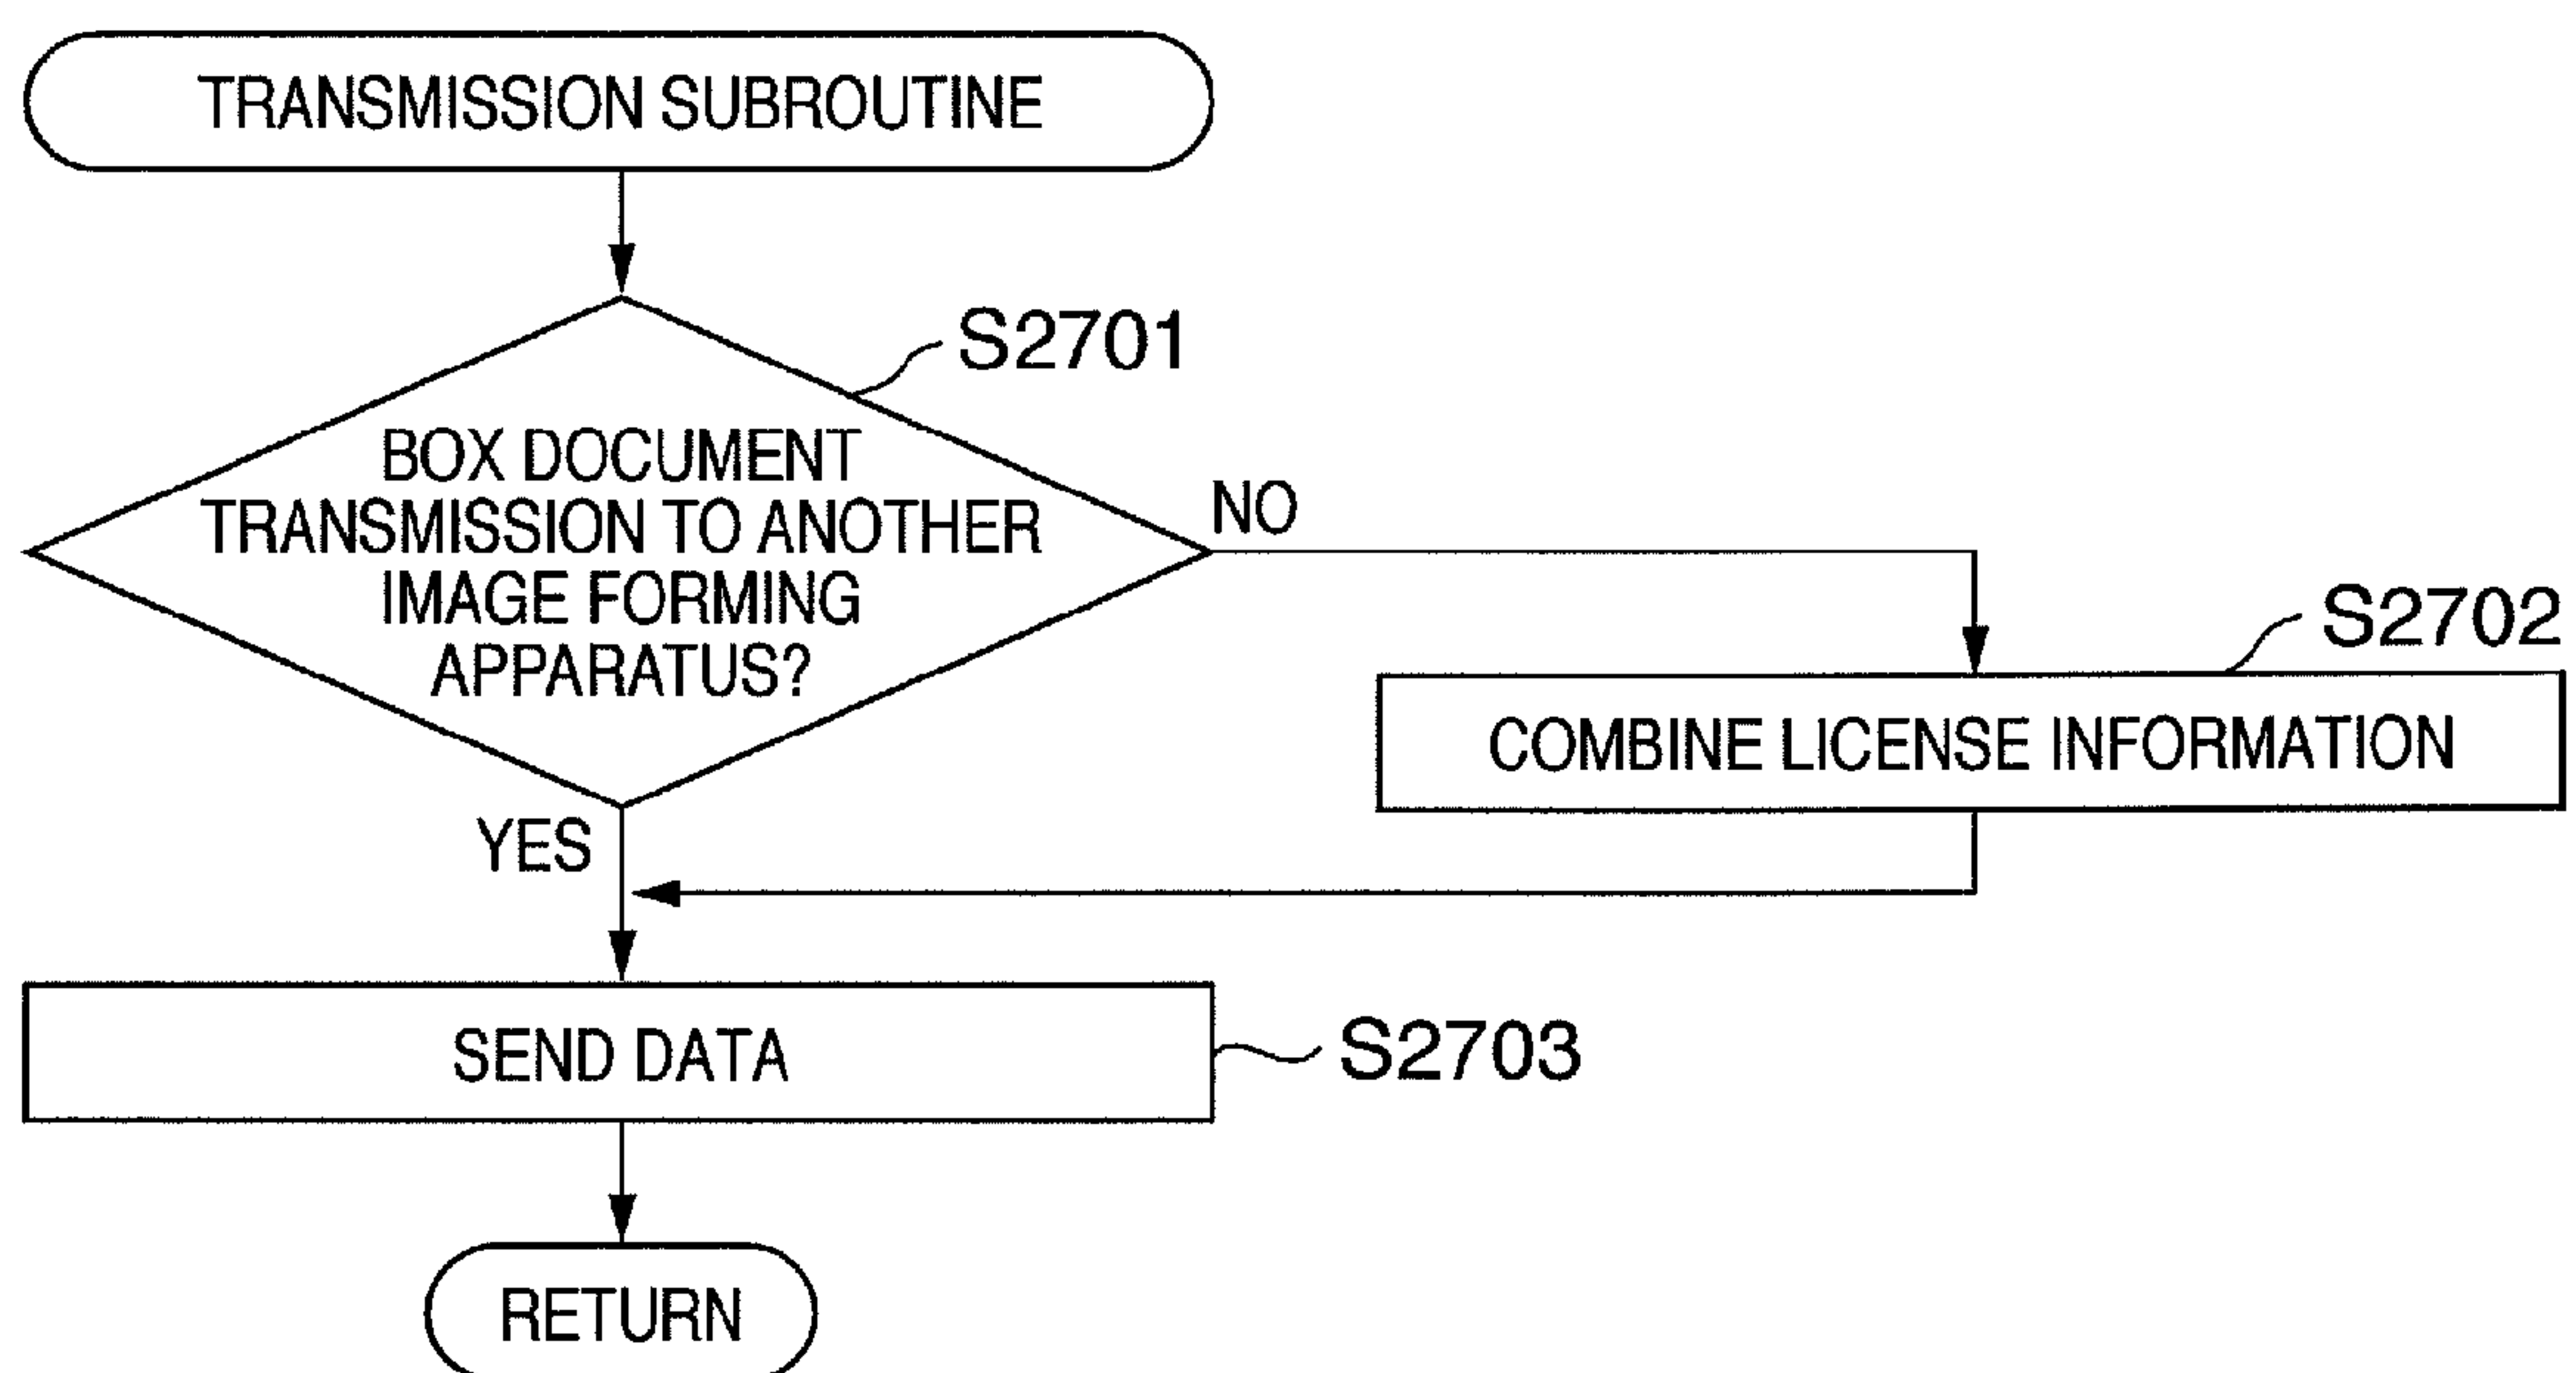 TRANSMISSION SUBROUTINE
S2701
BOX DOCUMENT
TRANSMISSION TO ANOTHER
IMAGE FORMING
APPARATUS?
NO
S2702
COMBINE LICENSE INFORMATION
YES
SEND DATA
S2703
RETURN